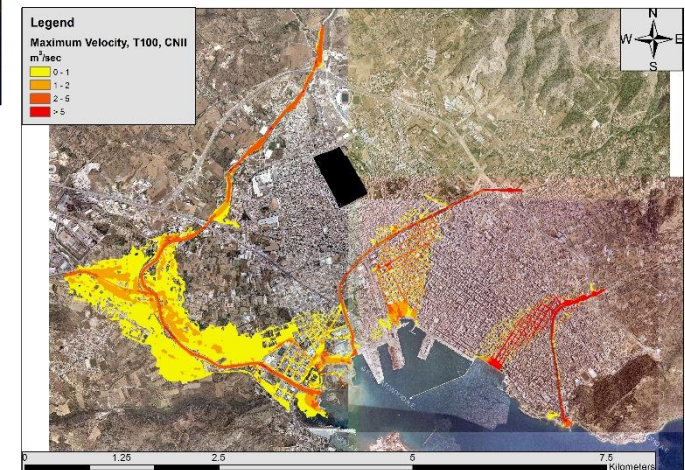 Legend
Maximum Velocity, T100, CNII
m³/sec
0 - 1
1 - 2
2 - 5
> 5
N
W E
S
0 1.25 2.5 5 7.5
Kilometers